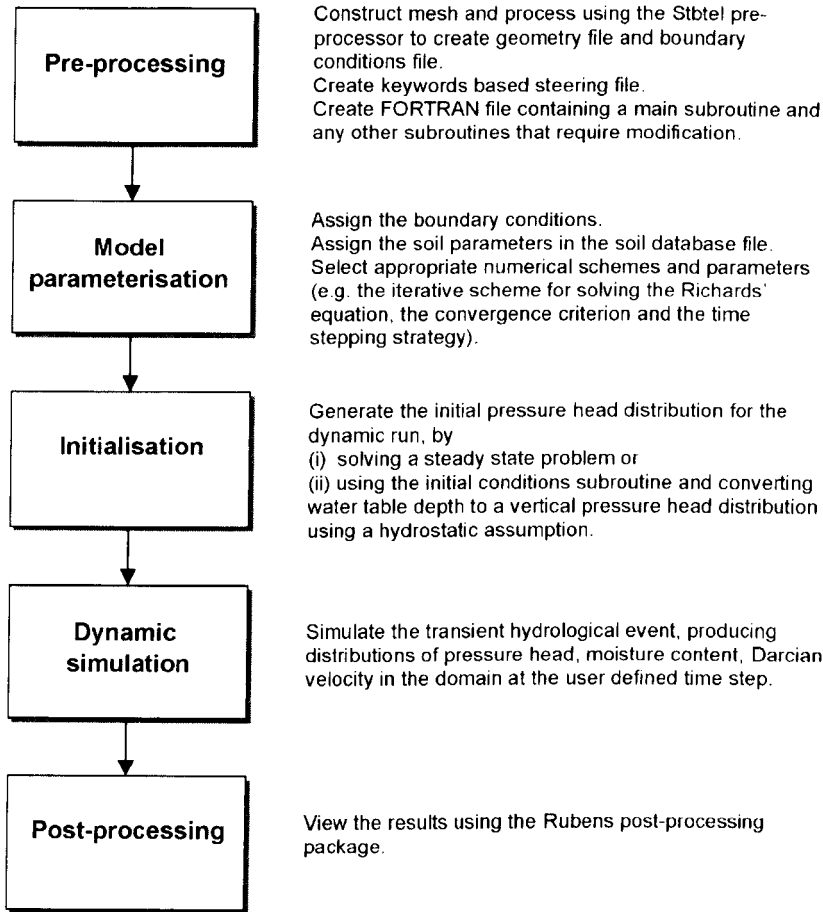 Pre-processing
Construct mesh and process using the Stbtel pre-
processor to create geometry file and boundary
conditions file.
Create keywords based steering file.
Create FORTRAN file containing a main subroutine and
any other subroutines that require modification.
Model
parameterisation
Assign the boundary conditions.
Assign the soil parameters in the soil database file.
Select appropriate numerical schemes and parameters
(e.g. the iterative scheme for solving the Richards'
equation, the convergence criterion and the time
stepping strategy).
Initialisation
Generate the initial pressure head distribution for the
dynamic run, by
(i) solving a steady state problem or
(ii) using the initial conditions subroutine and converting
water table depth to a vertical pressure head distribution
using a hydrostatic assumption.
Dynamic
simulation
Simulate the transient hydrological event, producing
distributions of pressure head, moisture content, Darcian
velocity in the domain at the user defined time step.
Post-processing
View the results using the Rubens post-processing
package.